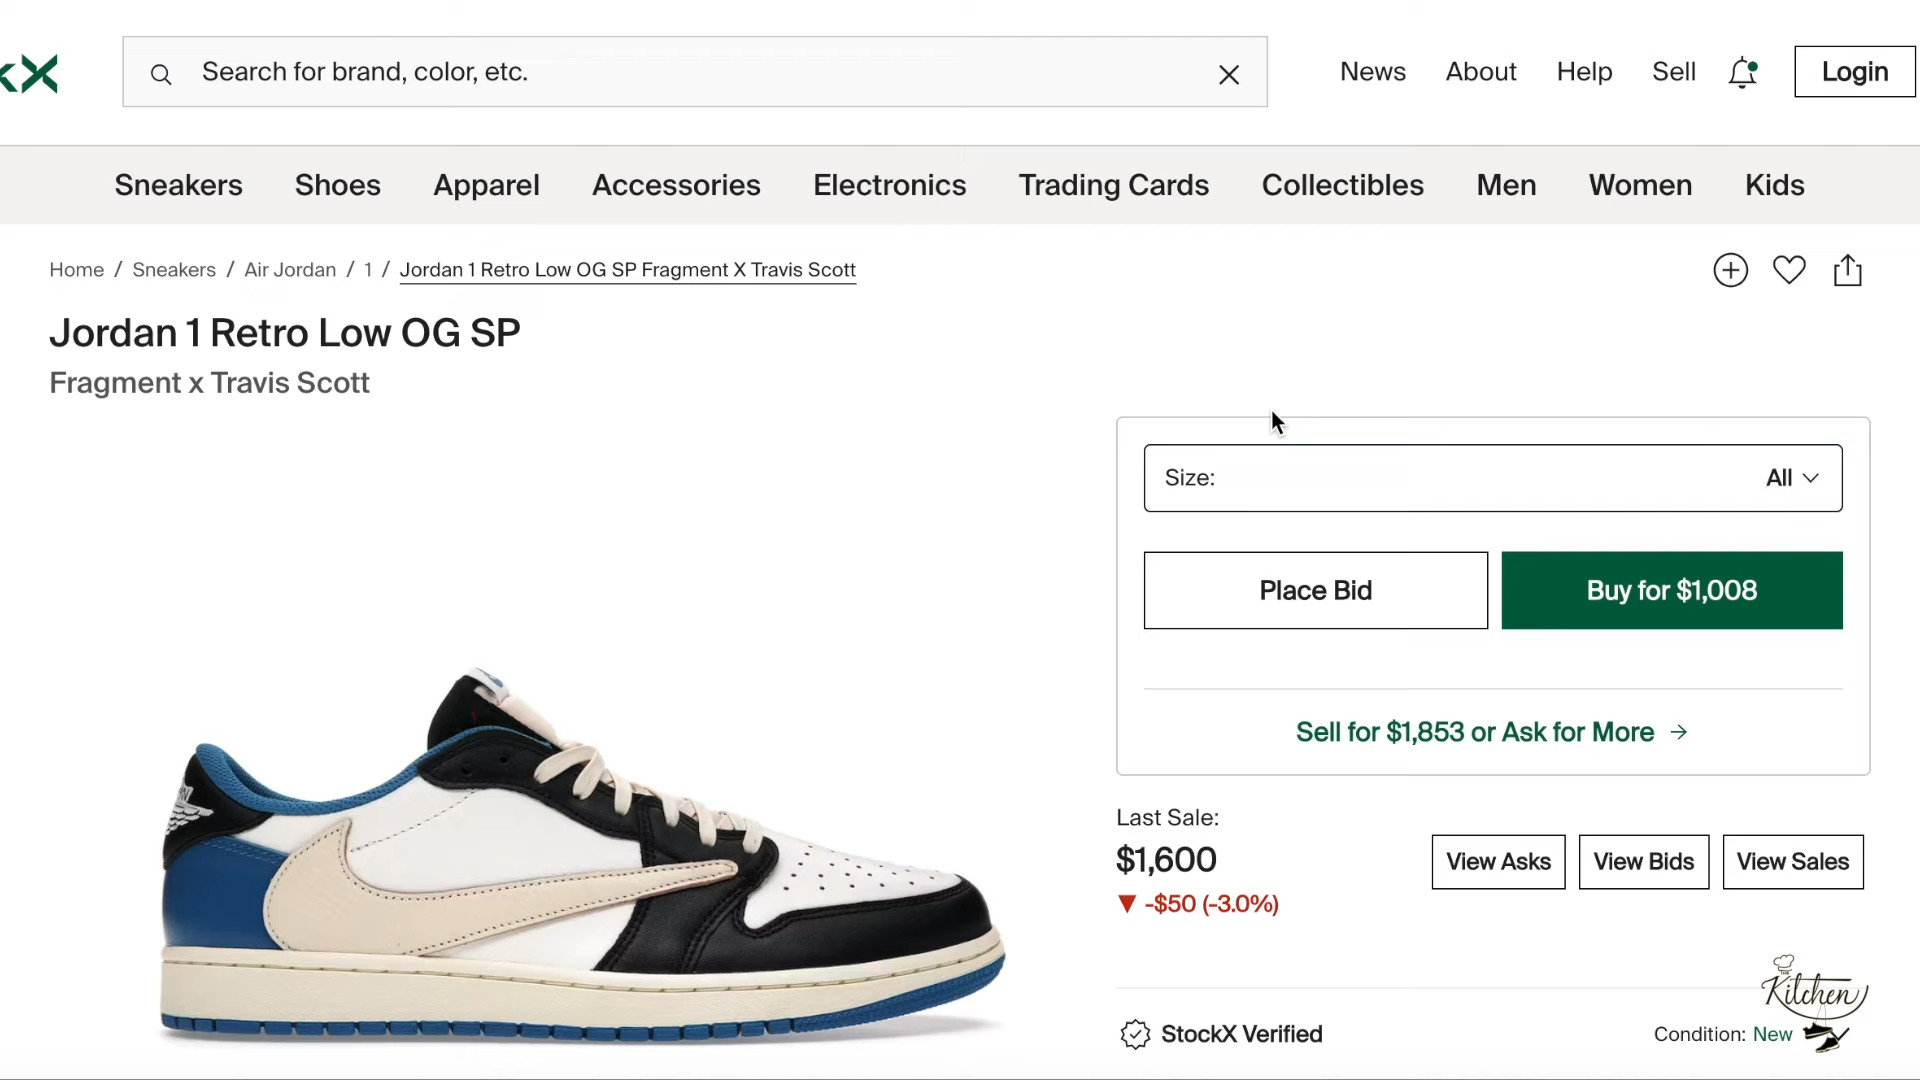 X
Search for brand, color, etc.
News
About
Help
Sell
Login
Sneakers
Shoes
Apparel
Accessories
Electronics
Trading Cards
Collectibles
Men
Women
Kids
Home / Sneakers / Air Jordan / 1 / Jordan 1 Retro Low OG SP Fragment X Travis Scott
Jordan 1 Retro Low OG SP
Fragment x Travis Scott
Size:
All
Place Bid
Buy for $1,008
Sell for $1,853 or Ask for More →
Last Sale:
$1,600
▼ -$50 (-3.0%)
View Asks
View Bids
View Sales
StockX Verified
Condition: New
THE
Kitchen